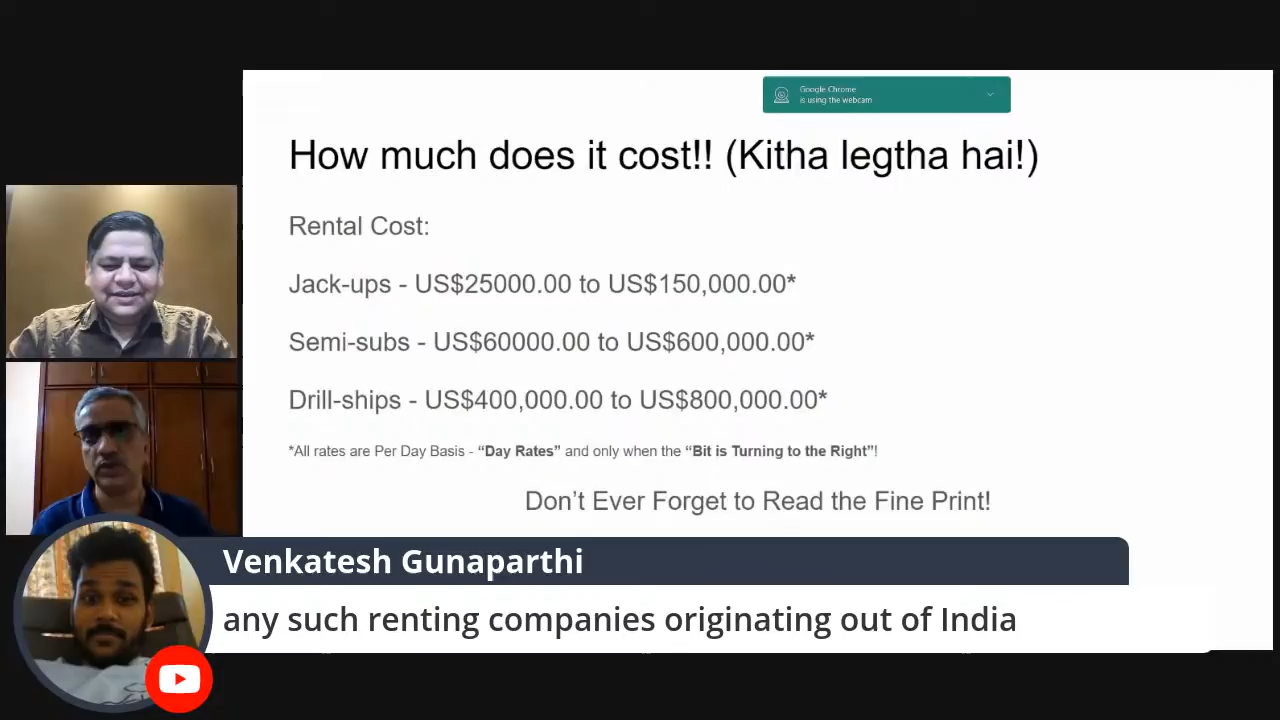 Google Chrome
is using the webcam
How much does it cost!! (Kitha legtha hai!)
Rental Cost:
Jack-ups - US$25000.00 to US$150,000.00*
Semi-subs - US$60000.00 to US$600,000.00*
Drill-ships - US$400,000.00 to US$800,000.00*
*All rates are Per Day Basis - “Day Rates” and only when the “Bit is Turning to the Right”!
Don’t Ever Forget to Read the Fine Print!
Venkatesh Gunaparthi
any such renting companies originating out of India